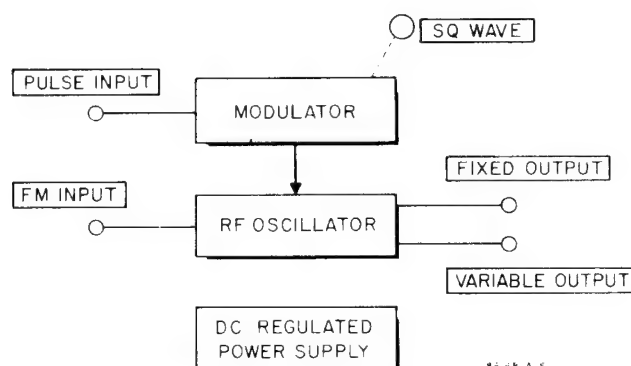 SQ WAVE
PULSE INPUT
MODULATOR
FIXED OUTPUT
FM INPUT
RF OSCILLATOR
VARIABLE OUTPUT
DC REGULATED
POWER SUPPLY